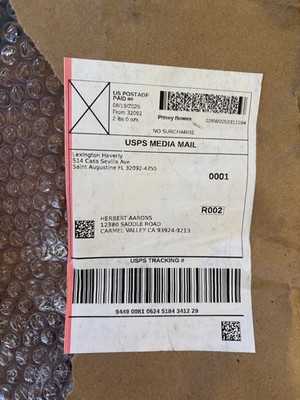 US POSTAGE
PAID IMI
08/19/2025
From 32092
2 lbs 0 ozs
Pitney Bowes
NO SURCHARGE
USPS MEDIA MAIL
Lexington Haverly
514 Casa Sevilla Ave
Saint Augustine FL 32092-4755
0001
R002
HERBERT AARONS
12380 SADDLE ROAD
CARMEL VALLEY CA 93924-9213
USPS TRACKING #
9449 0081 0624 5184 3412 29